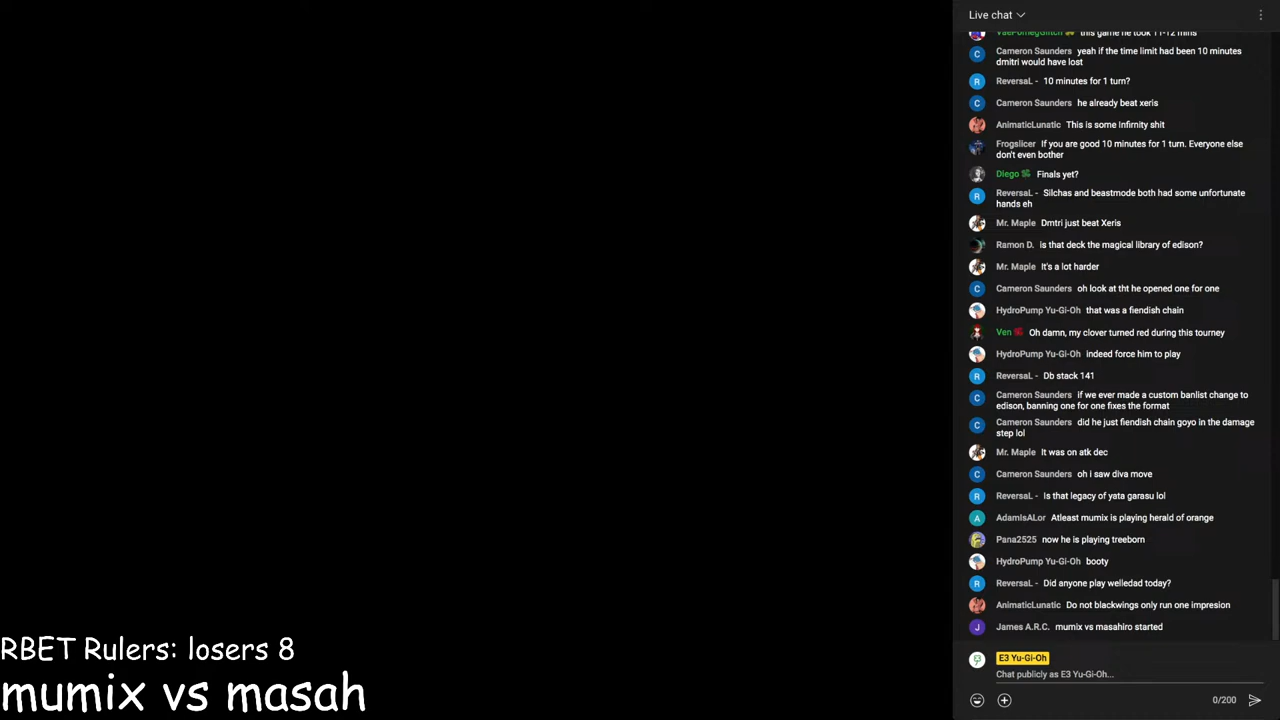 Live chat
VaePomegGlitch this game he took 11-12 mins
Cameron Saunders yeah if the time limit had been 10 minutes
dmitri would have lost
ReversaL - 10 minutes for 1 turn?
Cameron Saunders he already beat xeris
AnimaticLunatic This is some Infirnity shit
Frogslicer If you are good 10 minutes for 1 turn. Everyone else
don't even bother
Diego Finals yet?
ReversaL - Silchas and beastmode both had some unfortunate
hands eh
Mr. Maple Dmtri just beat Xeris
Ramon D. is that deck the magical library of edison?
Mr. Maple It's a lot harder
Cameron Saunders oh look at tht he opened one for one
HydroPump Yu-Gi-Oh that was a fiendish chain
Ven Oh damn, my clover turned red during this tourney
HydroPump Yu-Gi-Oh indeed force him to play
ReversaL - Db stack 141
Cameron Saunders if we ever made a custom banlist change to
edison, banning one for one fixes the format
Cameron Saunders did he just fiendish chain goyo in the damage
step lol
Mr. Maple It was on atk dec
Cameron Saunders oh i saw diva move
ReversaL - Is that legacy of yata garasu lol
AdamIsALor Atleast mumix is playing herald of orange
Pana2525 now he is playing treeborn
HydroPump Yu-Gi-Oh booty
ReversaL - Did anyone play welledad today?
AnimaticLunatic Do not blackwings only run one impresion
James A.R.C. mumix vs masahiro started
E3 Yu-Gi-Oh
Chat publicly as E3 Yu-Gi-Oh...
0/200
RBET Rulers: losers 8
mumix vs masah